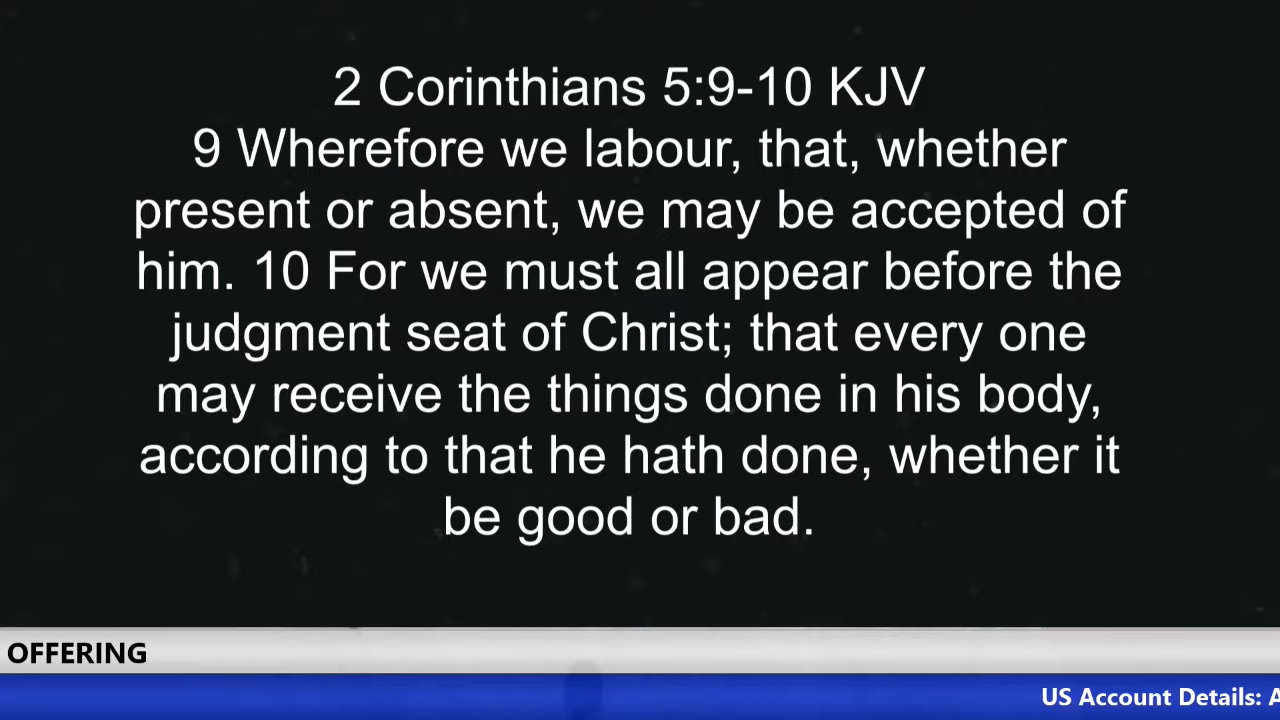 2 Corinthians 5:9-10 KJV
9 Wherefore we labour, that, whether
present or absent, we may be accepted of
him. 10 For we must all appear before the
judgment seat of Christ; that every one
may receive the things done in his body,
according to that he hath done, whether it
be good or bad.
OFFERING
US Account Details: